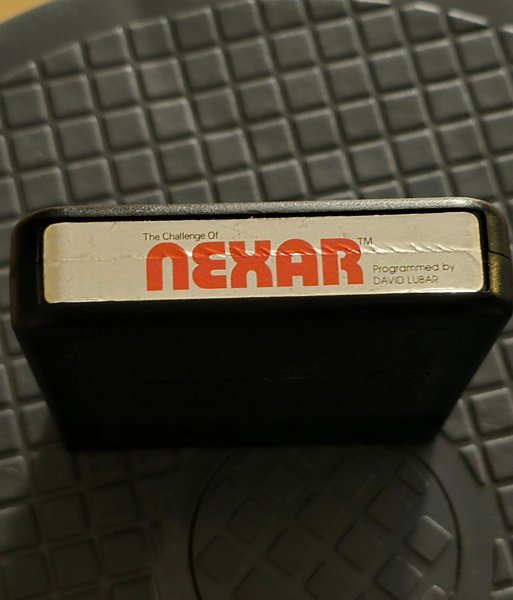 The Challenge Of
NEXAR™
Programmed by
DAVID LUBAR